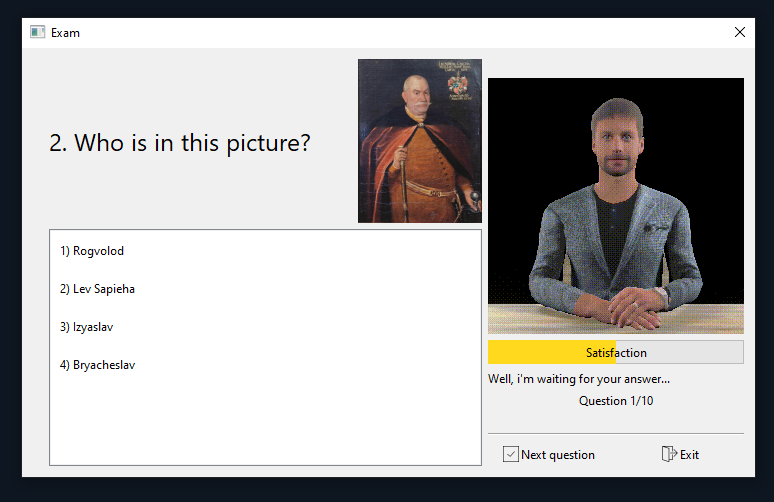 Exam
2. Who is in this picture?
1) Rogvolod
2) Lev Sapieha
3) Izyaslav
4) Bryacheslav
Satisfaction
Well, i'm waiting for your answer...
Question 1/10
Next question
Exit